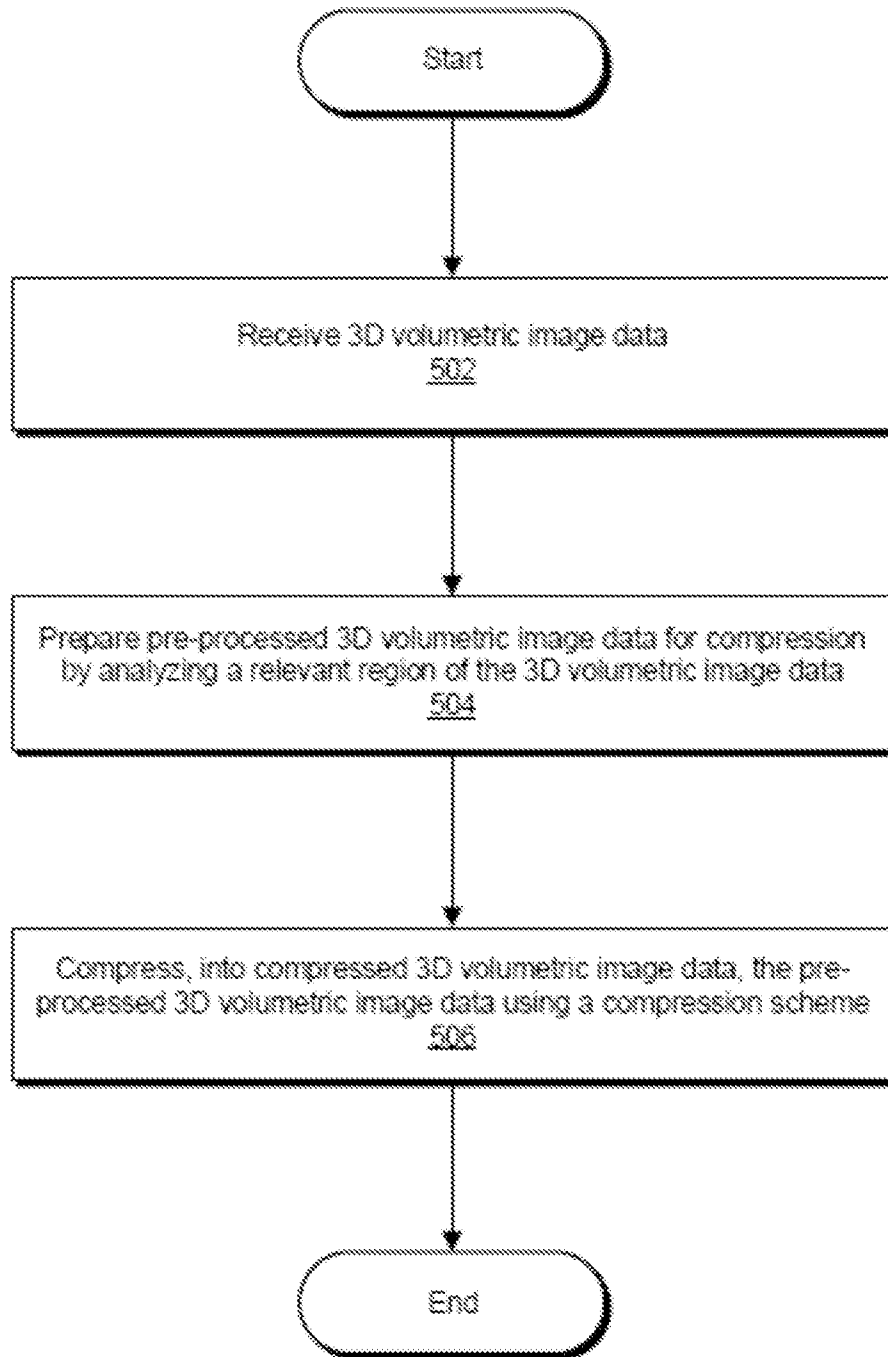 Start
Receive 3D volumetric image data
502
Prepare pre-processed 3D volumetric image data for compression
by analyzing a relevant region of the 3D volumetric image data
504
Compress, into compressed 3D volumetric image data, the pre-
processed 3D volumetric image data using a compression scheme
506
End